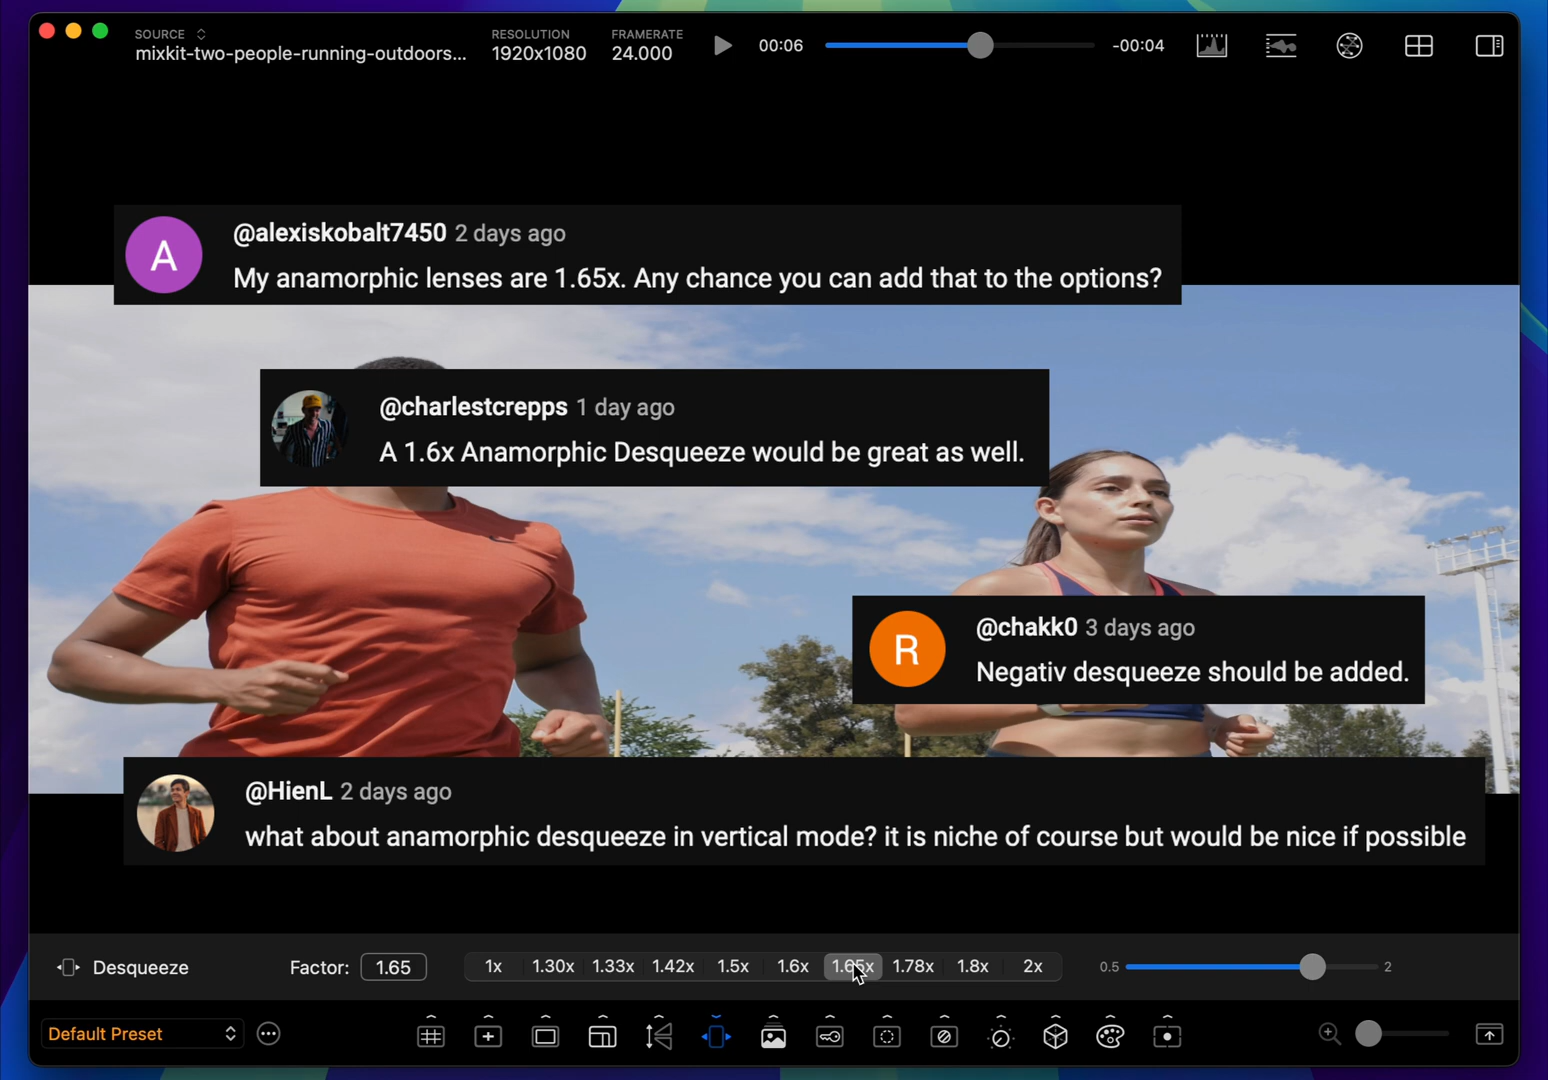 SOURCE
mixkit-two-people-running-outdoors...
RESOLUTION
1920x1080
FRAMERATE
24.000
00:06
-00:04
A
@alexiskobalt7450 2 days ago
My anamorphic lenses are 1.65x. Any chance you can add that to the options?
@charlestcrepps 1 day ago
A 1.6x Anamorphic Desqueeze would be great as well.
R
@chakk0 3 days ago
Negativ desqueeze should be added.
@HienL 2 days ago
what about anamorphic desqueeze in vertical mode? it is niche of course but would be nice if possible
Desqueeze
Factor: 1.65
1x 1.30x 1.33x 1.42x 1.5x 1.6x 1.65x 1.78x 1.8x 2x
0.5 2
Default Preset